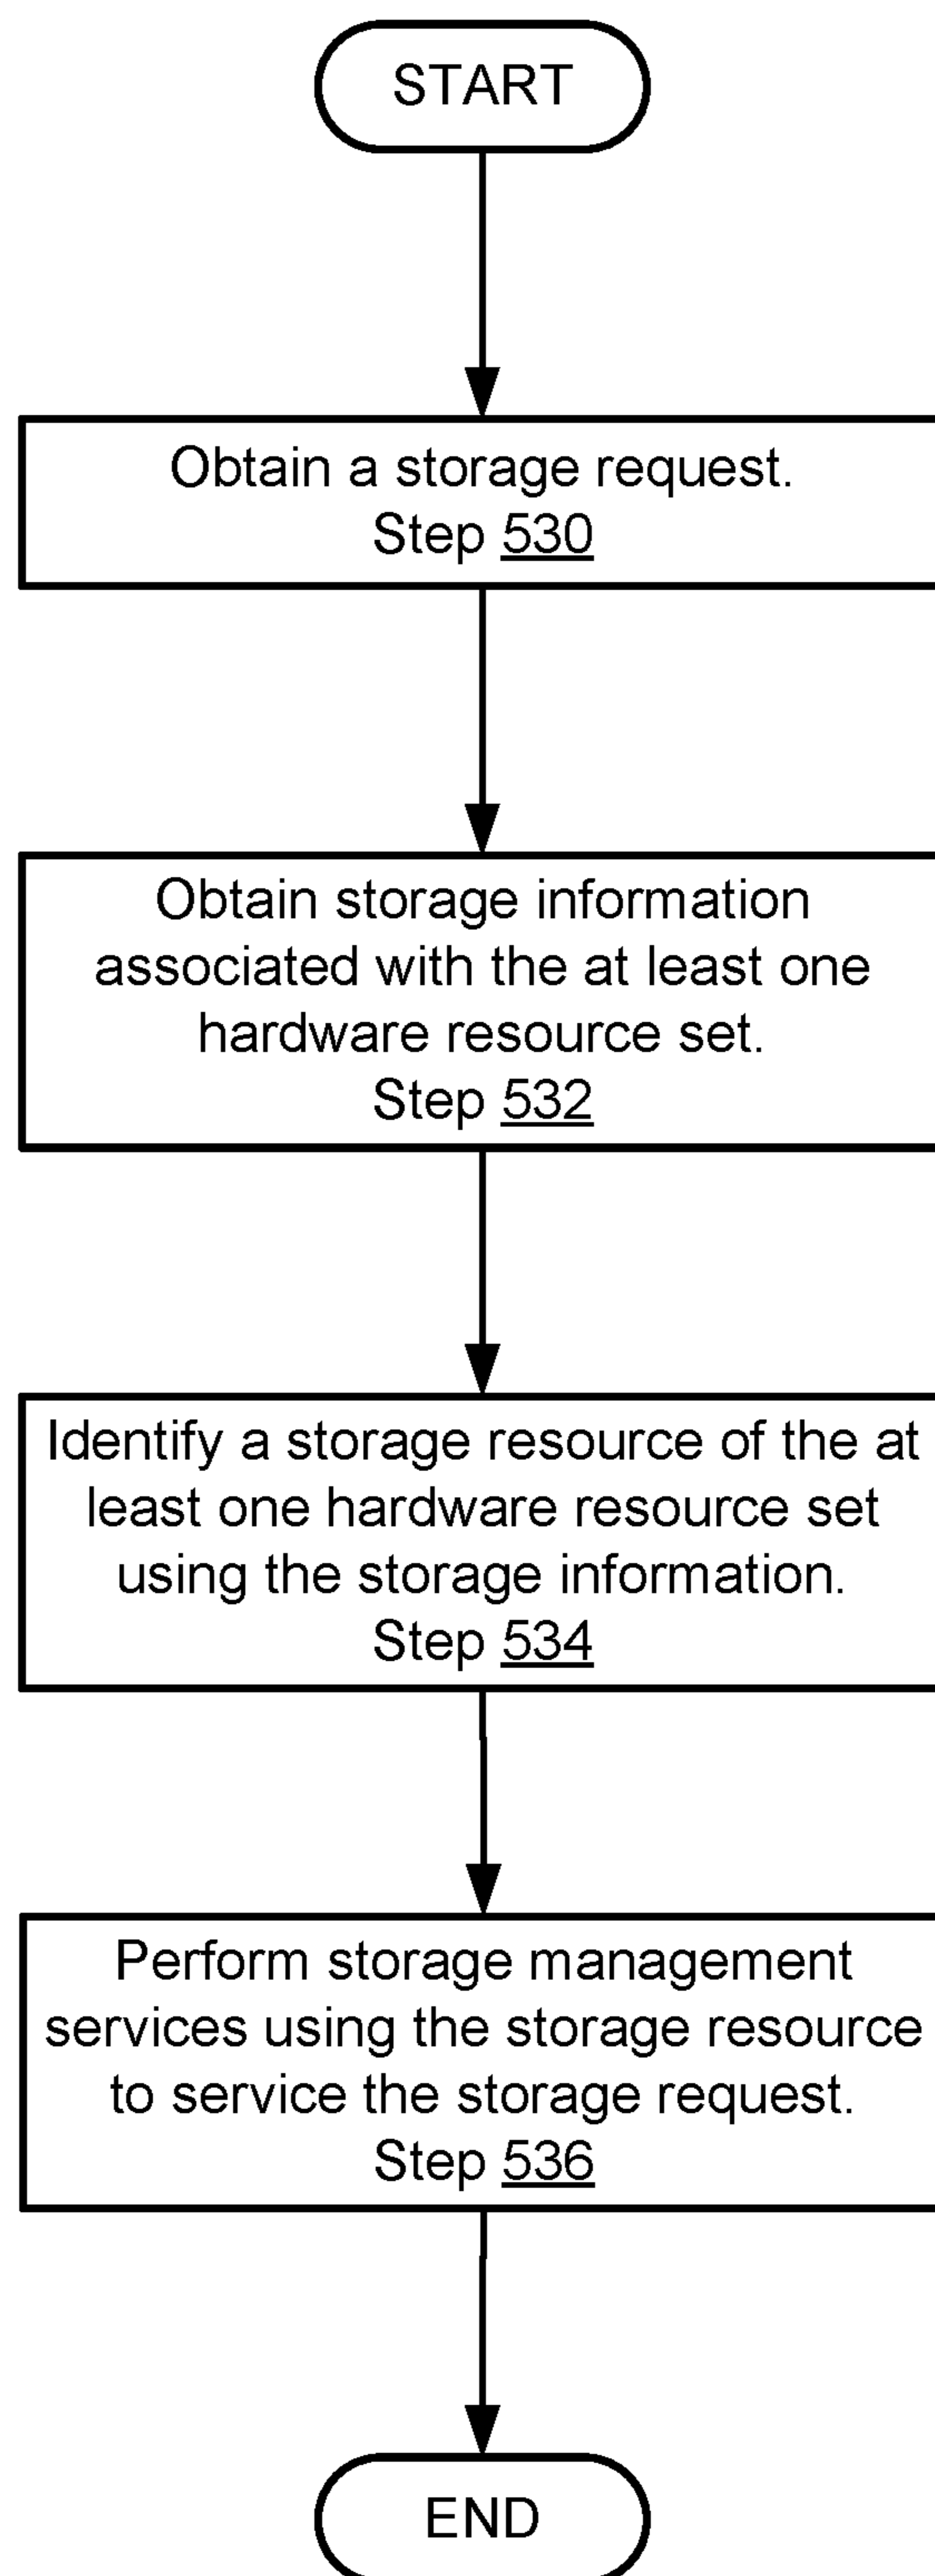 START
Obtain a storage request.
Step 530
Obtain storage information
associated with the at least one
hardware resource set.
Step 532
Identify a storage resource of the at
least one hardware resource set
using the storage information.
Step 534
Perform storage management
services using the storage resource
to service the storage request.
Step 536
END